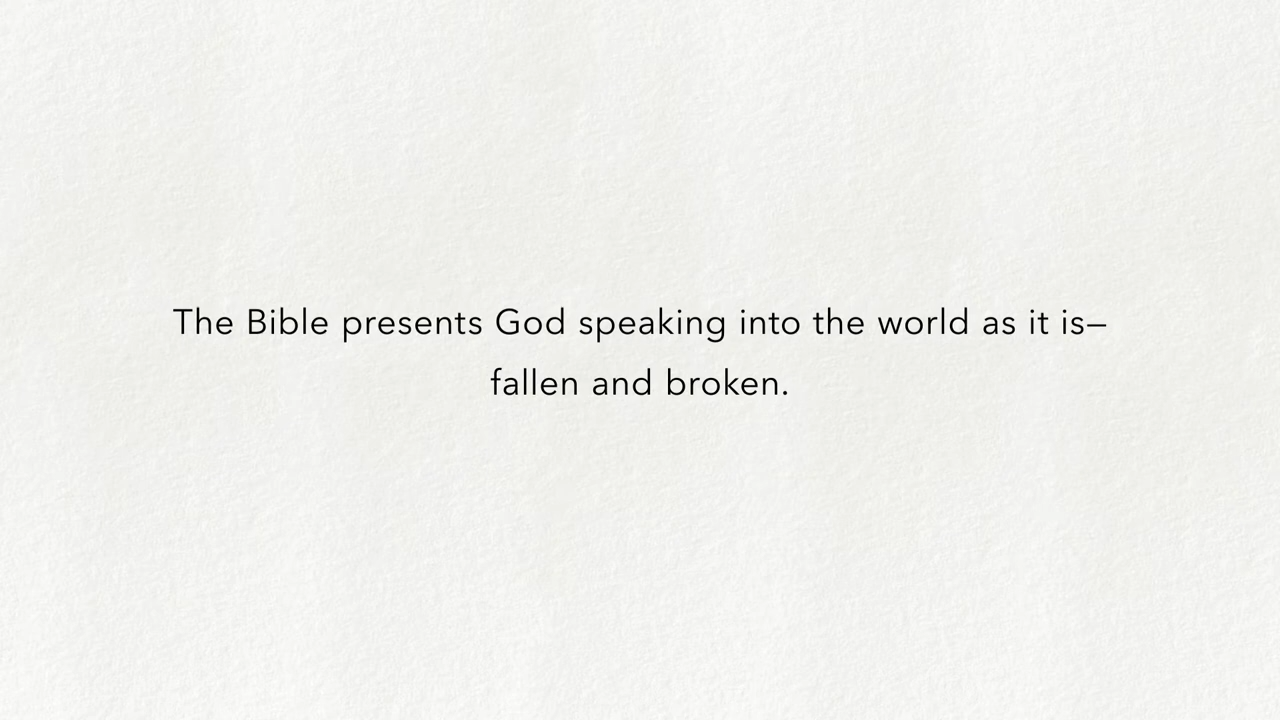 The Bible presents God speaking into the world as it is—
fallen and broken.